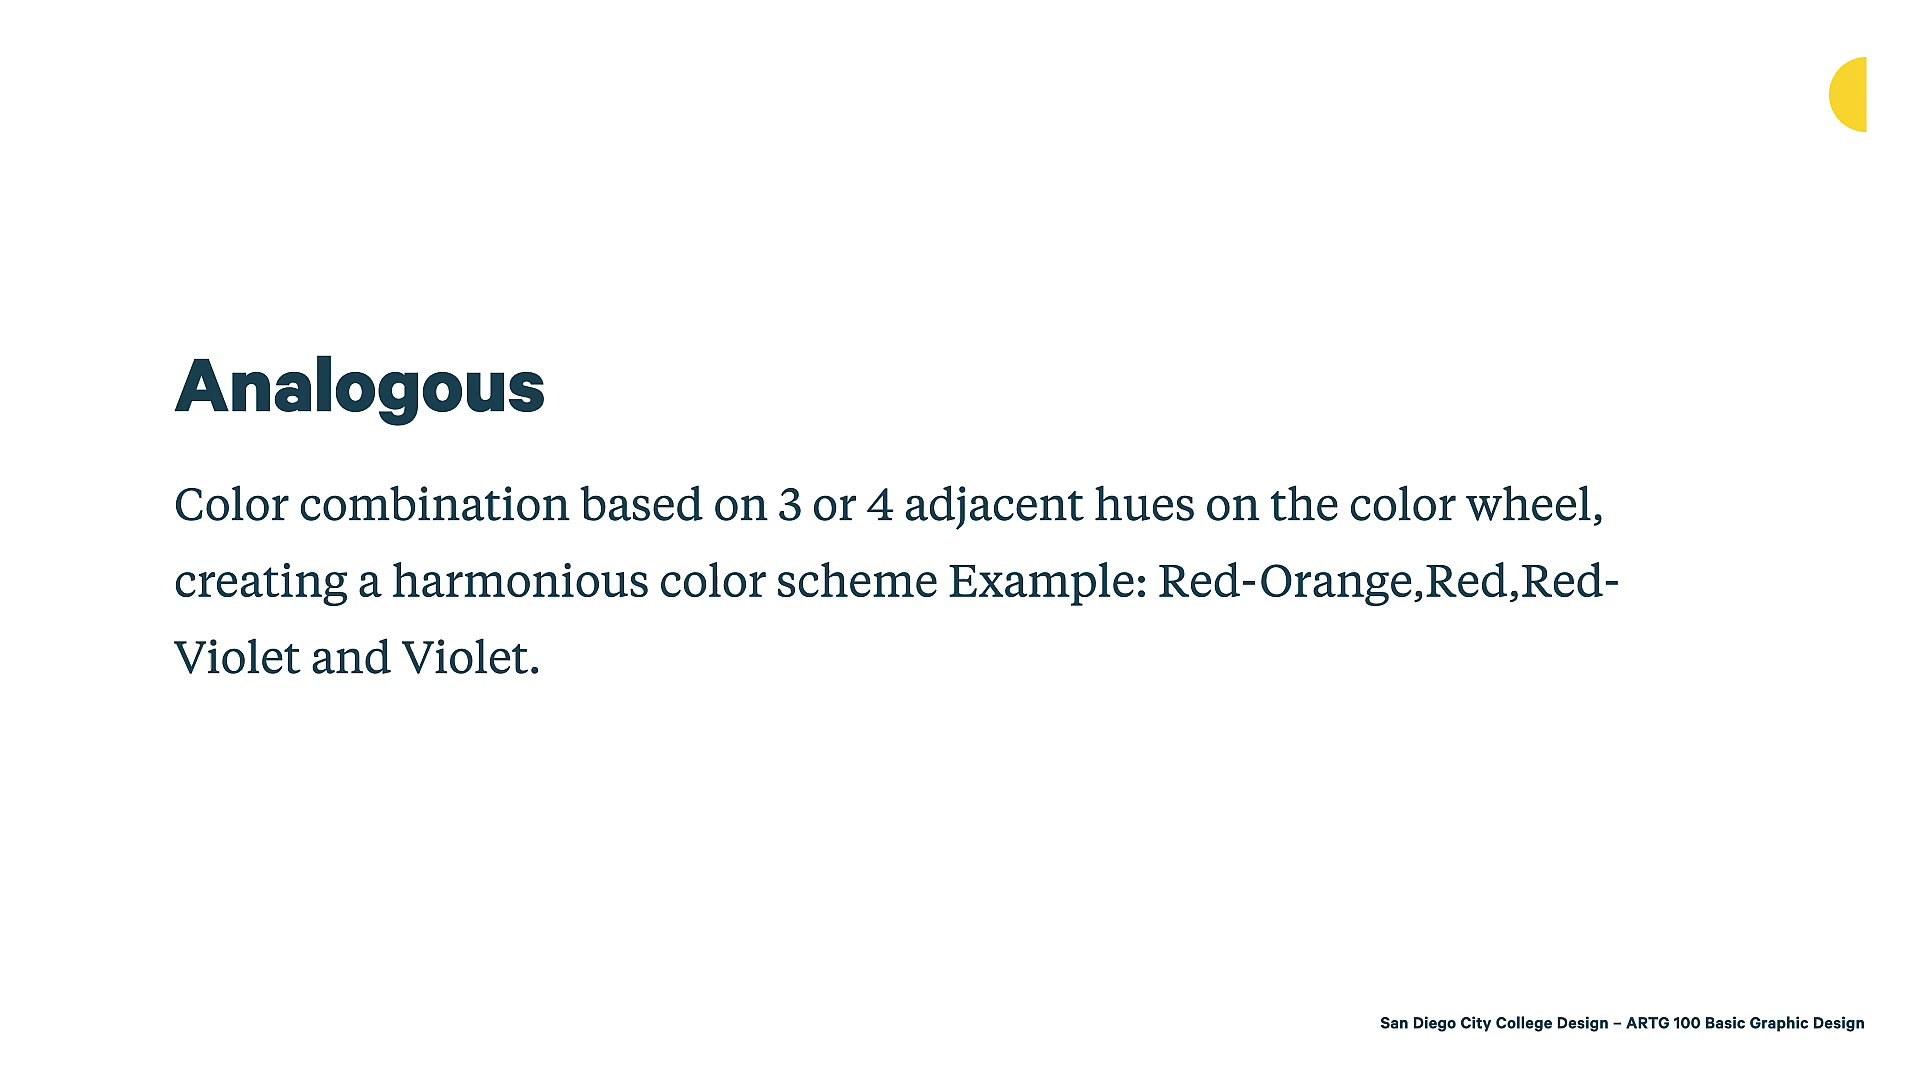 Analogous
Color combination based on 3 or 4 adjacent hues on the color wheel,
creating a harmonious color scheme Example: Red-Orange,Red,Red-
Violet and Violet.
San Diego City College Design – ARTG 100 Basic Graphic Design